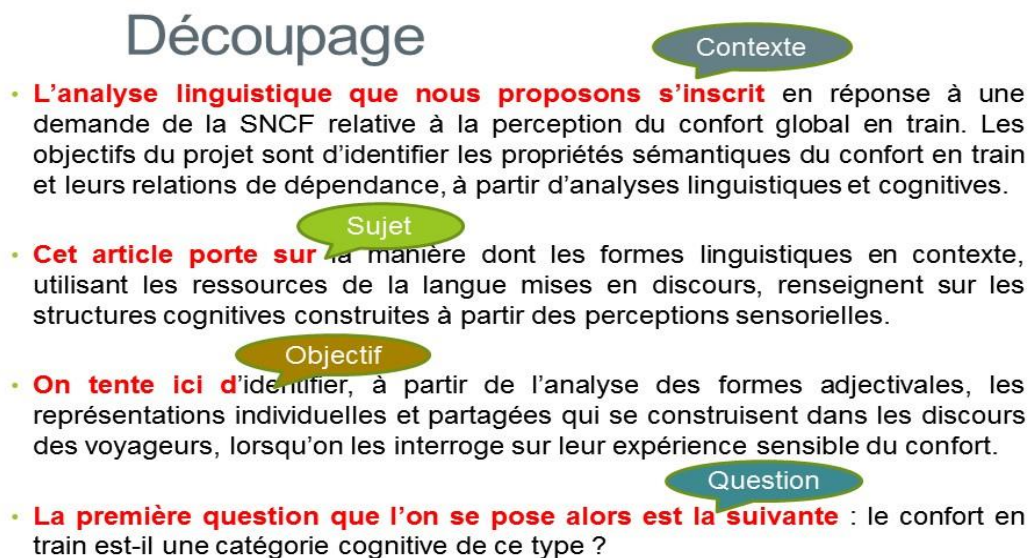 Découpage
Contexte
• L’analyse linguistique que nous proposons s’inscrit en réponse à une
demande de la SNCF relative à la perception du confort global en train. Les
objectifs du projet sont d’identifier les propriétés sémantiques du confort en train
et leurs relations de dépendance, à partir d’analyses linguistiques et cognitives.
Sujet
• Cet article porte sur la manière dont les formes linguistiques en contexte,
utilisant les ressources de la langue mises en discours, renseignent sur les
structures cognitives construites à partir des perceptions sensorielles.
Objectif
• On tente ici d’identifier, à partir de l’analyse des formes adjectivales, les
représentations individuelles et partagées qui se construisent dans les discours
des voyageurs, lorsqu’on les interroge sur leur expérience sensible du confort.
Question
• La première question que l’on se pose alors est la suivante : le confort en
train est-il une catégorie cognitive de ce type ?